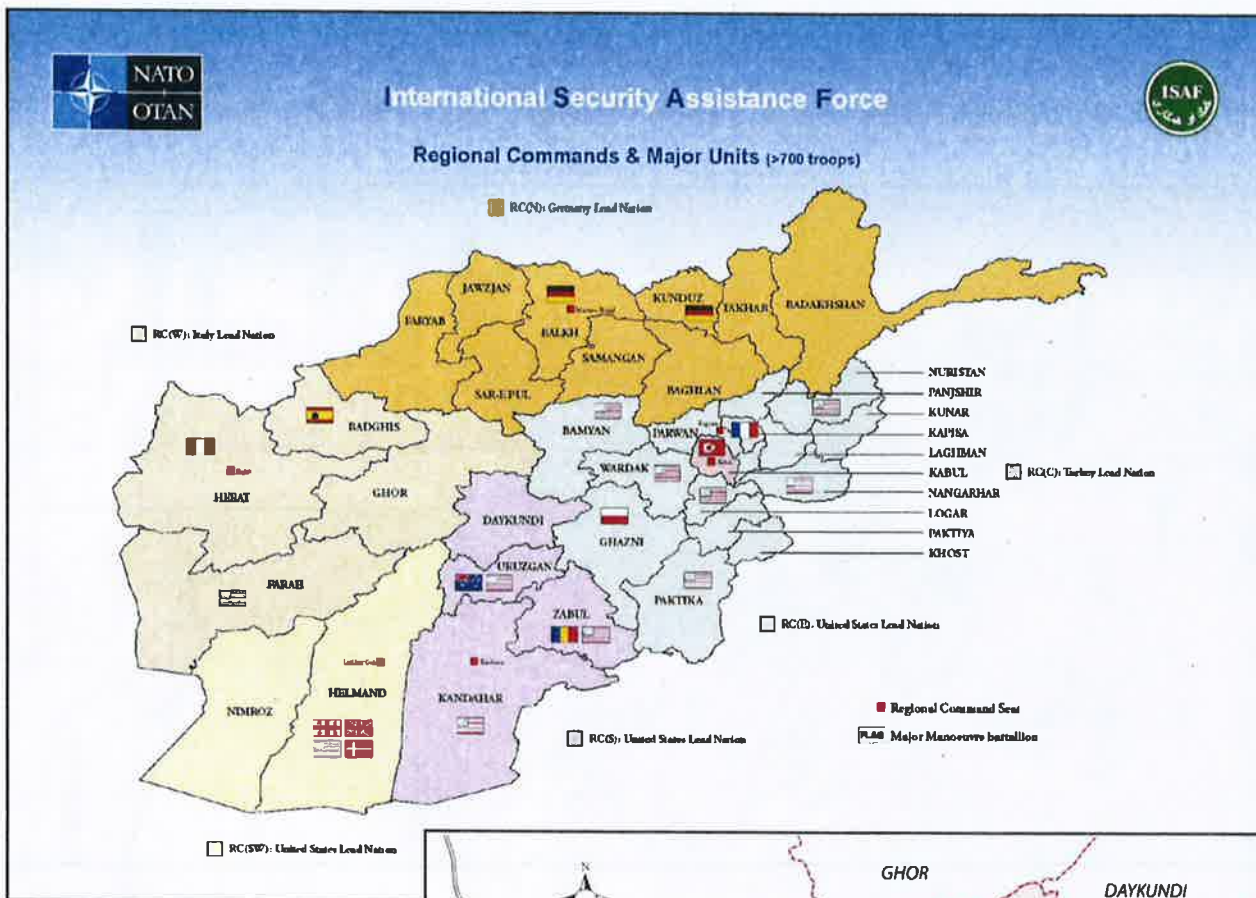 NATO
OTAN
International Security Assistance Force
ISAF
Regional Commands & Major Units (>700 troops)
RC(N): Germany Lead Nation
JAWZJAN
KUNDUZ
TAKHAR
BADAKHSHAN
FARYAB
BALKH
RC(W): Italy Lead Nation
SAMANGAN
NURISTAN
SAR-EPUL
BAGHLAN
PANJSHIR
KUNAR
BADGHIS
BAMYAN
PARWAN
KAPISA
LAGHMAN
HERAT
GHOR
WARDAK
KABUL
RC(C): Turkey Lead Nation
NANGARHAR
LOGAR
DAYKUNDI
PAKTIYA
GHAZNI
KHOST
URUZGAN
FARAH
PAKTIKA
ZABUL
RC(E): United States Lead Nation
HELMAND
KANDAHAR
NIMROZ
Regional Command Seat
RC(S): United States Lead Nation
FLAG Major Manoeuvre battallion
RC(SW): United States Lead Nation
N
GHOR
DAYKUNDI